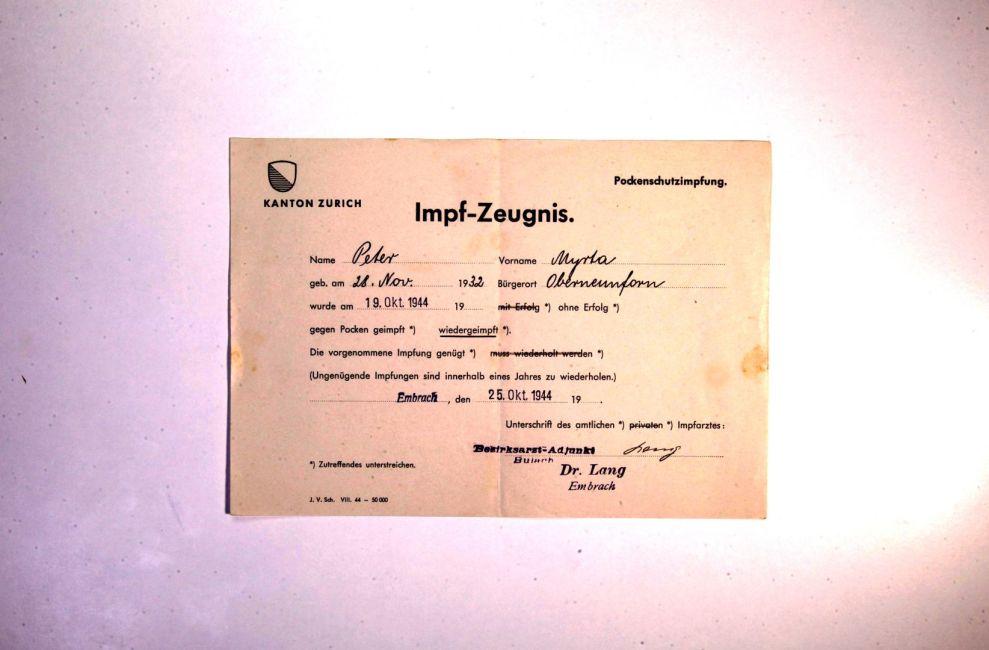 Pockenschutzimpfung.
KANTON ZÜRICH
Impf-Zeugnis.
Name Peter Vorname Myrta
geb. am 28. Nov. 1932 Bürgerort Oberneunforn
wurde am 19. Okt. 1944 19 mit Erfolg *) ohne Erfolg *)
gegen Pocken geimpft *) wiedergeimpft *).
Die vorgenommene Impfung genügt *) muss wiederholt werden *)
(Ungenügende Impfungen sind innerhalb eines Jahres zu wiederholen.)
Embrach, den 25. Okt. 1944 19 .
Unterschrift des amtlichen *) privaten *) Impfarztes:
Bezirksarzt-Adjunkt Lang
Bülach
*) Zutreffendes unterstreichen.
Dr. Lang
Embrach
J. V. Sch. VIII. 44 – 50 000